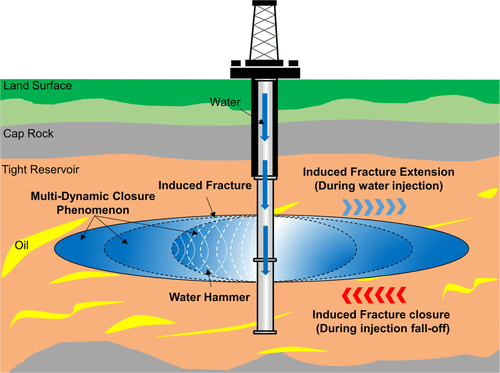 Land Surface
Water
Cap Rock
Tight Reservoir
Induced Fracture Extension
(During water injection)
Induced Fracture
Multi-Dynamic Closure
Phenomenon
Oil
Water Hammer
Induced Fracture closure
(During injection fall-off)